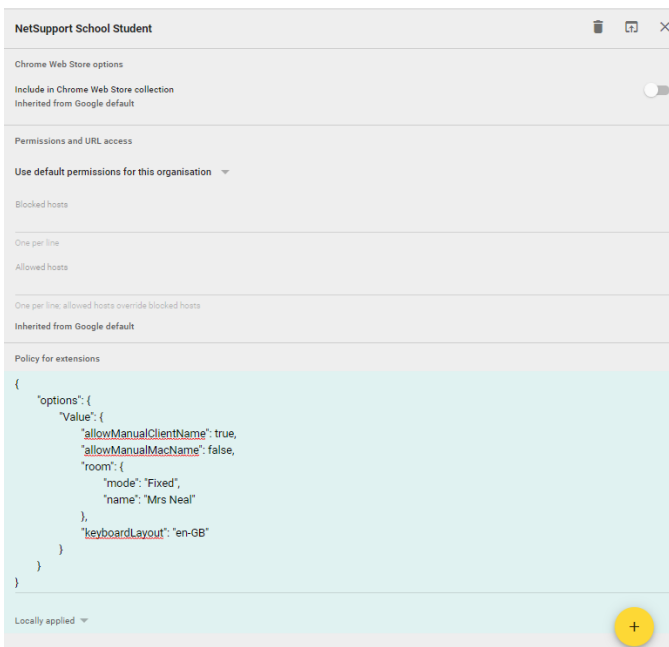 NetSupport School Student
Chrome Web Store options
Include in Chrome Web Store collection
Inherited from Google default
Permissions and URL access
Use default permissions for this organisation
Blocked hosts
One per line
Allowed hosts
One per line; allowed hosts override blocked hosts
Inherited from Google default
Policy for extensions
{
"options": {
"Value": {
"allowManualClientName": true,
"allowManualMacName": false,
"room": {
"mode": "Fixed",
"name": "Mrs Neal"
},
"keyboardLayout": "en-GB"
}
}
}
Locally applied
+